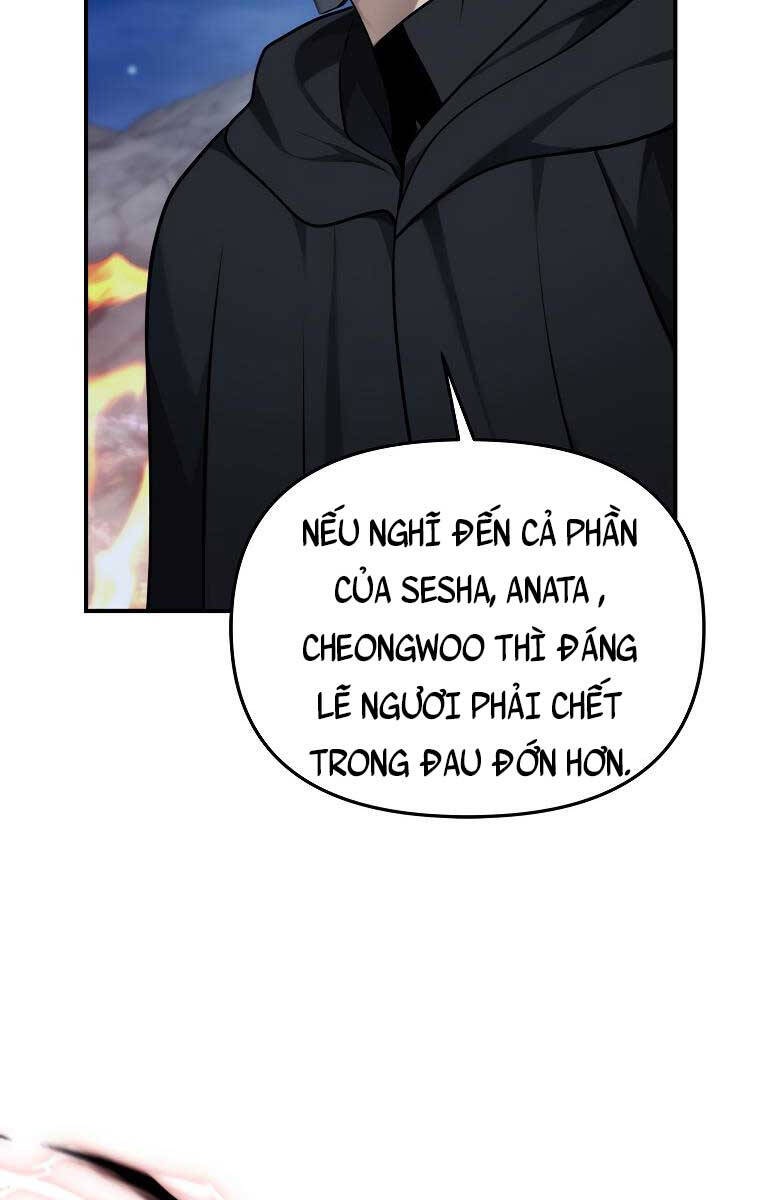 NẾU NGHĨ ĐẾN CẢ PHẦN
CỦA SESHA, ANATA ,
CHEONGWOO THÌ ĐÁNG
LẼ NGƯƠI PHẢI CHẾT
TRONG ĐAU ĐỚN HƠN.